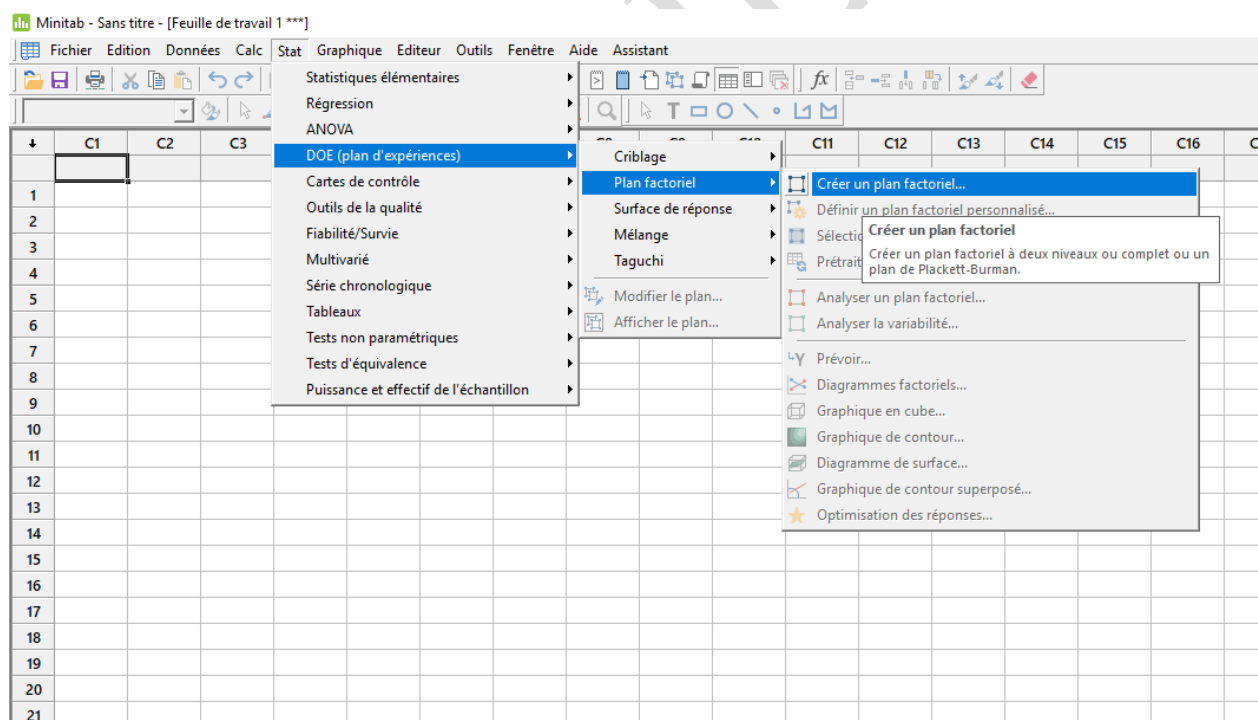 Minitab - Sans titre - [Feuille de travail 1 ***]
Fichier Edition Données Calc Stat Graphique Editeur Outils Fenêtre Aide Assistant
fx
T
C1 C2 C3 C11 C12 C13 C14 C15 C16
Statistiques élémentaires
Régression
ANOVA
DOE (plan d'expériences)
Cartes de contrôle
Outils de la qualité
Fiabilité/Survie
Multivarié
Série chronologique
Tableaux
Tests non paramétriques
Tests d'équivalence
Puissance et effectif de l'échantillon
Criblage
Plan factoriel
Surface de réponse
Mélange
Taguchi
Modifier le plan...
Afficher le plan...
Créer un plan factoriel...
Définir un plan factoriel personnalisé...
Sélectio
Prétrait
Créer un plan factoriel
Créer un plan factoriel à deux niveaux ou complet ou un
plan de Plackett-Burman.
Analyser un plan factoriel...
Analyser la variabilité...
Prévoir...
Diagrammes factoriels...
Graphique en cube...
Graphique de contour...
Diagramme de surface...
Graphique de contour superposé...
Optimisation des réponses...
1
2
3
4
5
6
7
8
9
10
11
12
13
14
15
16
17
18
19
20
21